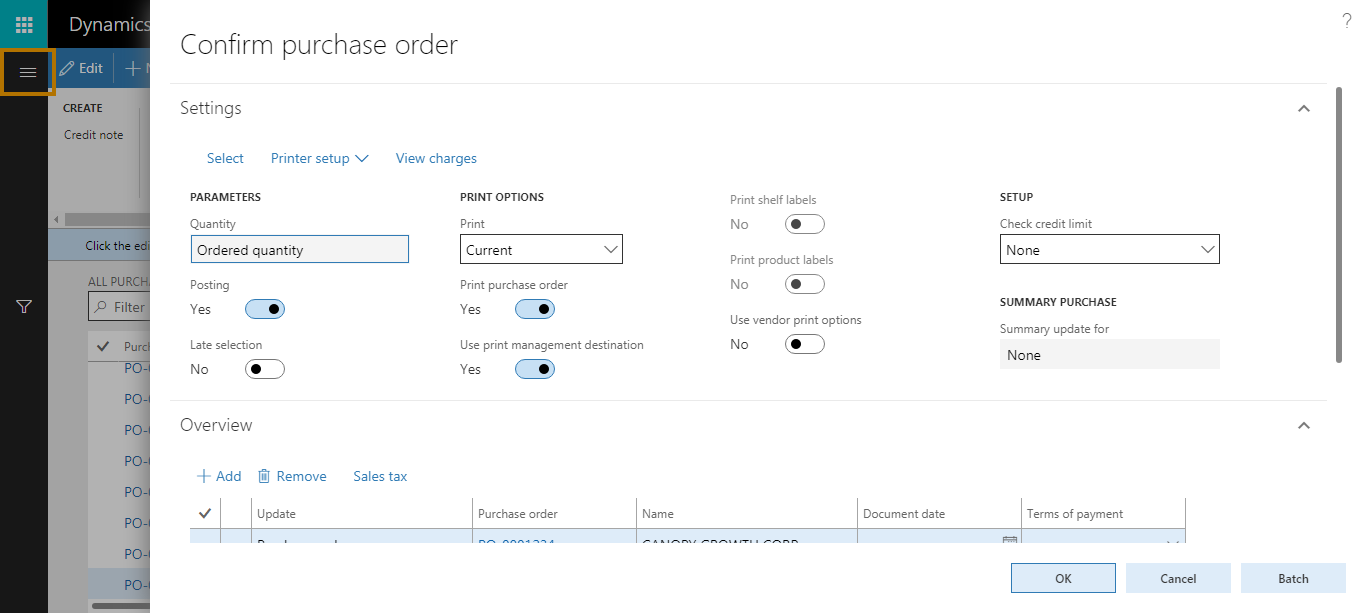 Dynamics
?
Confirm purchase order
Edit
CREATE
Credit note
Click the edi
ALL PURCH
Filter
Purch
PO-
PO-
PO-
PO-
PO-
PO-
PO-
PO-
Settings
Select Printer setup View charges
PARAMETERS
Quantity
Ordered quantity
Posting
Yes
Late selection
No
PRINT OPTIONS
Print
Current
Print purchase order
Yes
Use print management destination
Yes
Print shelf labels
No
Print product labels
No
Use vendor print options
No
SETUP
Check credit limit
None
SUMMARY PURCHASE
Summary update for
None
Overview
Add Remove Sales tax
Update Purchase order Name Document date Terms of payment
CANOPY GROWTH CORP
OK Cancel Batch